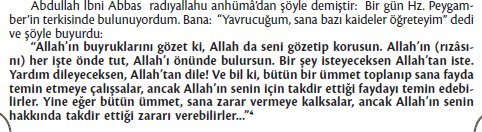 Abdullah Ibni Abbas radıyallahu anhümâ’dan şöyle demiştir: Bir gün Hz. Peygam-
ber’in terkisinde bulunuyordum. Bana: “Yavrucuğum, sana bazı kaideler öğreteyim” dedi
ve şöyle buyurdu:
“Allah’ın buyruklarını gözet ki, Allah da seni gözetip korusun. Allah’ın (rızâsı-
nı) her işte önde tut, Allah’ı önünde bulursun. Bir şey isteyeceksen Allah’tan iste.
Yardım dileyeceksen, Allah’tan dile! Ve bil ki, bütün bir ümmet toplanıp sana fayda
temin etmeye çalışsalar, ancak Allah’ın senin için takdir ettiği faydayı temin edebi-
lirler. Yine eğer bütün ümmet, sana zarar vermeye kalksalar, ancak Allah’ın senin
hakkında takdir ettiği zararı verebilirler...”⁴